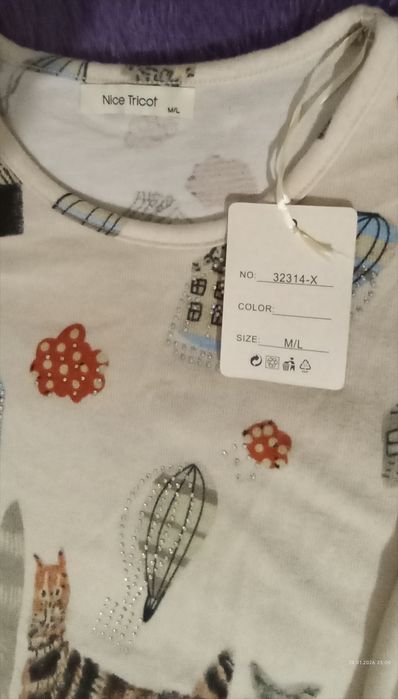 Nice Tricot
M/L
NO: 32314-X
COLOR:
SIZE: M/L